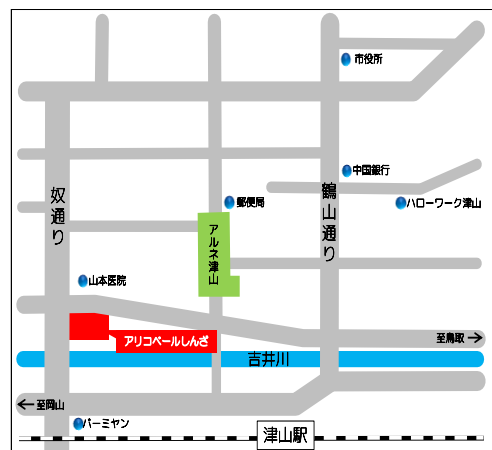 市役所
中国銀行
奴通り
鶴山通り
郵便局
ハローワーク津山
アルネ津山
山本医院
アリコベールしんざ
至鳥取
吉井川
至岡山
バーミヤン
津山駅